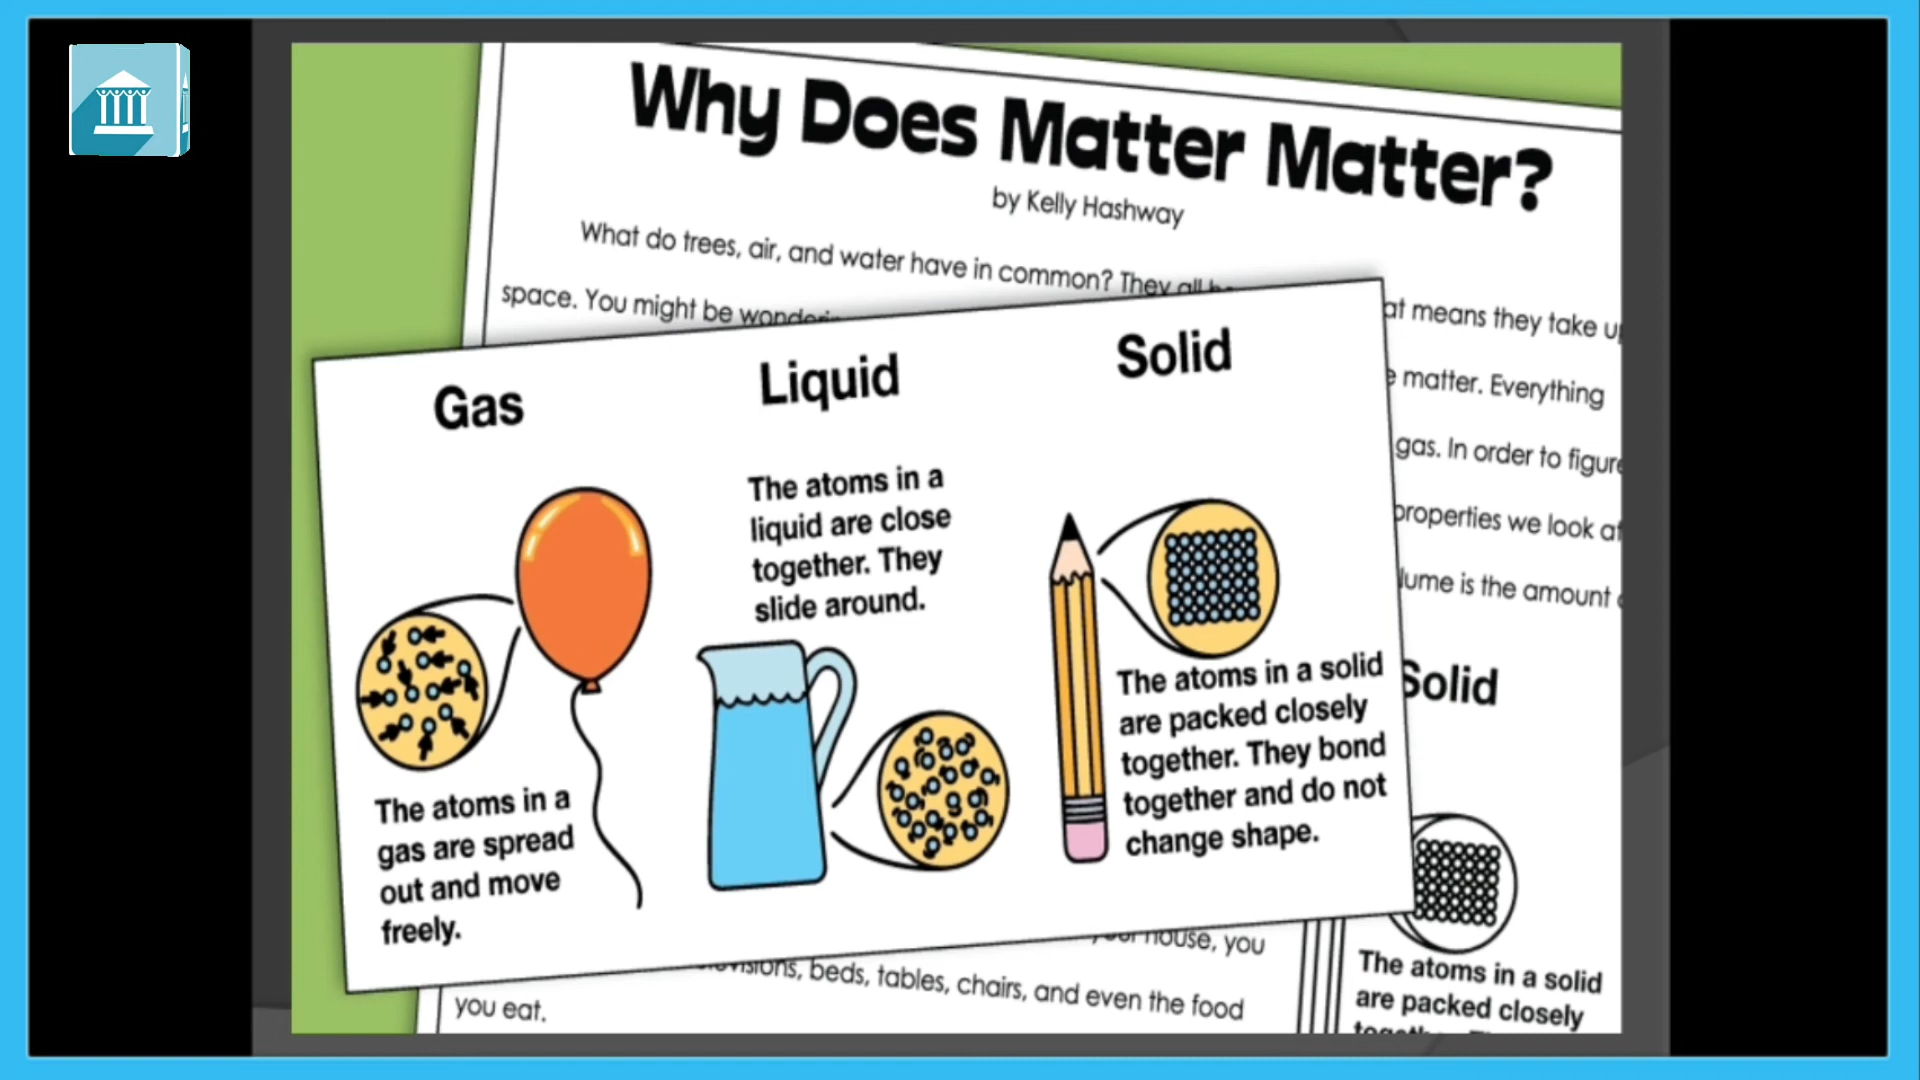 Why Does Matter Matter?
by Kelly Hashway
What do trees, air, and water have in common? They all
at means they take
space. You might be
matter. Everything
gas. In order to figure
properties we look at
lume is the amount
Gas
The atoms in a
gas are spread
out and move
freely.
Liquid
The atoms in a
liquid are close
together. They
slide around.
Solid
The atoms in a solid
are packed closely
together. They bond
together and do not
change shape.
Solid
The atoms in a solid
are packed closely
house, you
beds, tables, chairs, and even the food
you eat.